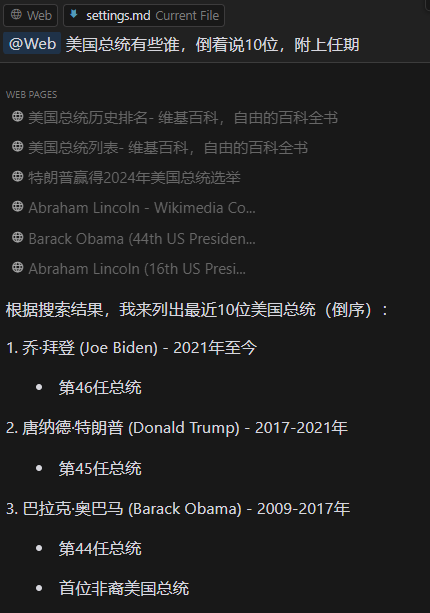 Web settings.md Current File
@Web 美国总统有些谁，倒着说10位，附上任期
WEB PAGES
美国总统历史排名- 维基百科，自由的百科全书
美国总统列表- 维基百科，自由的百科全书
特朗普赢得2024年美国总统选举
Abraham Lincoln - Wikimedia Co...
Barack Obama (44th US Presiden...
Abraham Lincoln (16th US Presi...
根据搜索结果，我来列出最近10位美国总统（倒序）：
1. 乔·拜登 (Joe Biden) - 2021年至今
• 第46任总统
2. 唐纳德·特朗普 (Donald Trump) - 2017-2021年
• 第45任总统
3. 巴拉克·奥巴马 (Barack Obama) - 2009-2017年
• 第44任总统
• 首位非裔美国总统